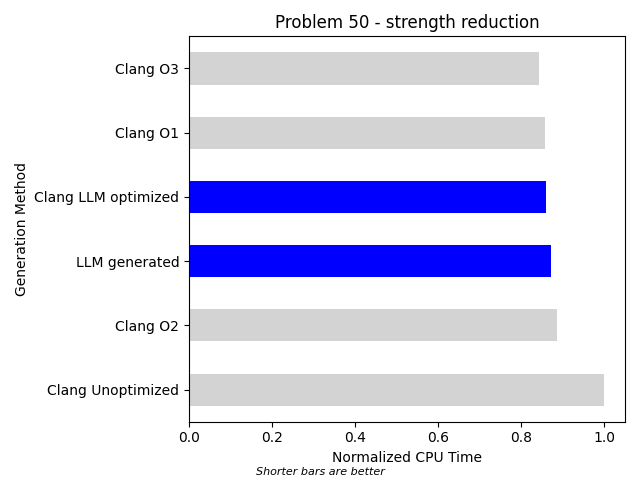 Problem 50 - strength reduction
Clang O3
Clang O1
Clang LLM optimized
LLM generated
Clang O2
Clang Unoptimized
Generation Method
0.0 0.2 0.4 0.6 0.8 1.0
Normalized CPU Time
Shorter bars are better